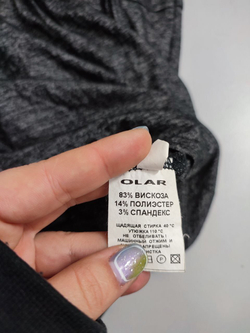 OLAR
83% ВИСКОЗА
14% ПОЛИЭСТЕР
3% СПАНДЕКС
ЩАДЯЩАЯ СТИРКА 40°C
УТЮЖКА 110°C
НЕ ОТБЕЛИВАТЬ!
МАШИННЫЙ ОТЖИМ И